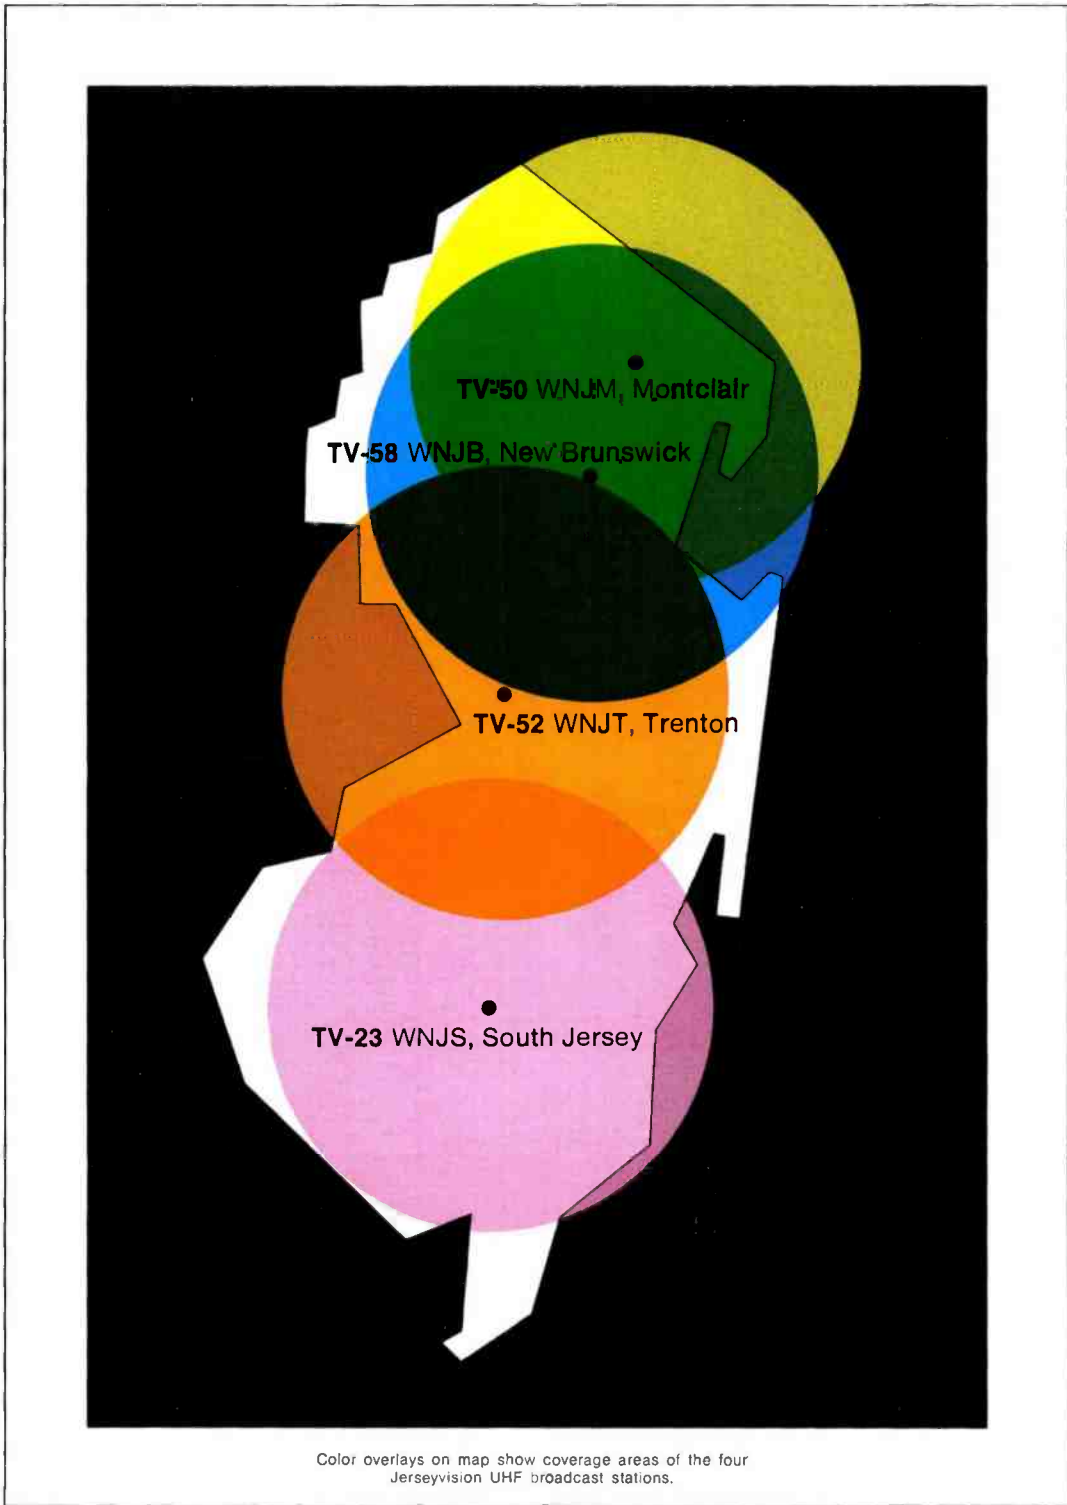 TV-50 WNJM, Montclair
TV-58 WNJB, New Brunswick
TV-52 WNJT, Trenton
TV-23 WNJS, South Jersey
Color overlays on map show coverage areas of the four
Jerseyvision UHF broadcast stations.